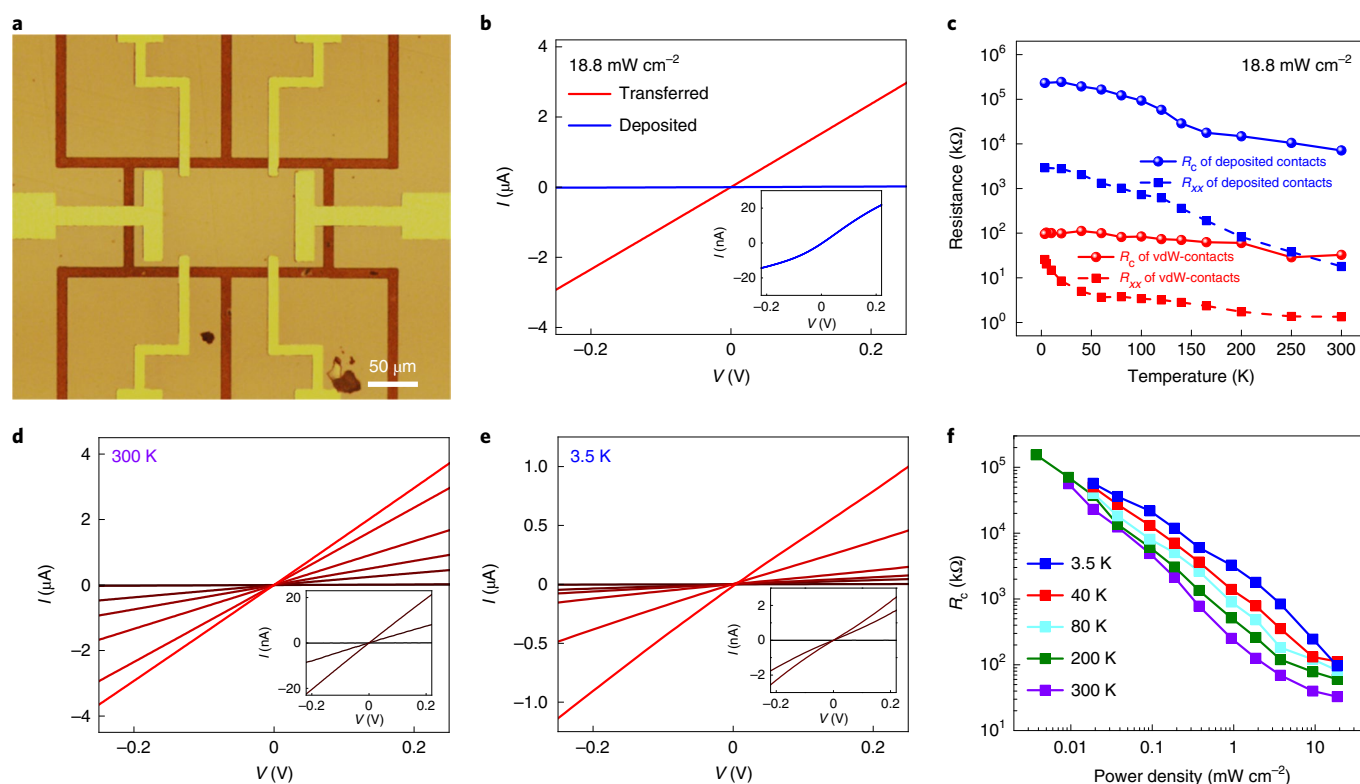 a
50 μm
b
18.8 mW cm⁻²
Transferred
Deposited
I (μA)
4
2
0
−2
−4
−0.2
0
0.2
V (V)
I (nA)
20
0
−20
−0.2
0
0.2
V (V)
c
18.8 mW cm⁻²
Resistance (kΩ)
10⁶
10⁵
10⁴
10³
10²
10¹
10⁰
Rc of deposited contacts
Rxx of deposited contacts
Rc of vdW-contacts
Rxx of vdW-contacts
0 50 100 150 200 250 300
Temperature (K)
d
300 K
I (μA)
4
2
0
−2
−4
−0.2
0
0.2
V (V)
I (nA)
20
0
−20
−0.2
0
0.2
V (V)
e
3.5 K
I (μA)
1.0
0.5
0
−0.5
−1.0
−0.2
0
0.2
V (V)
I (nA)
2
0
−2
−0.2
0
0.2
V (V)
f
Rc (kΩ)
10⁵
10⁴
10³
10²
10¹
3.5 K
40 K
80 K
200 K
300 K
0.01 0.1 1 10
Power density (mW cm⁻²)